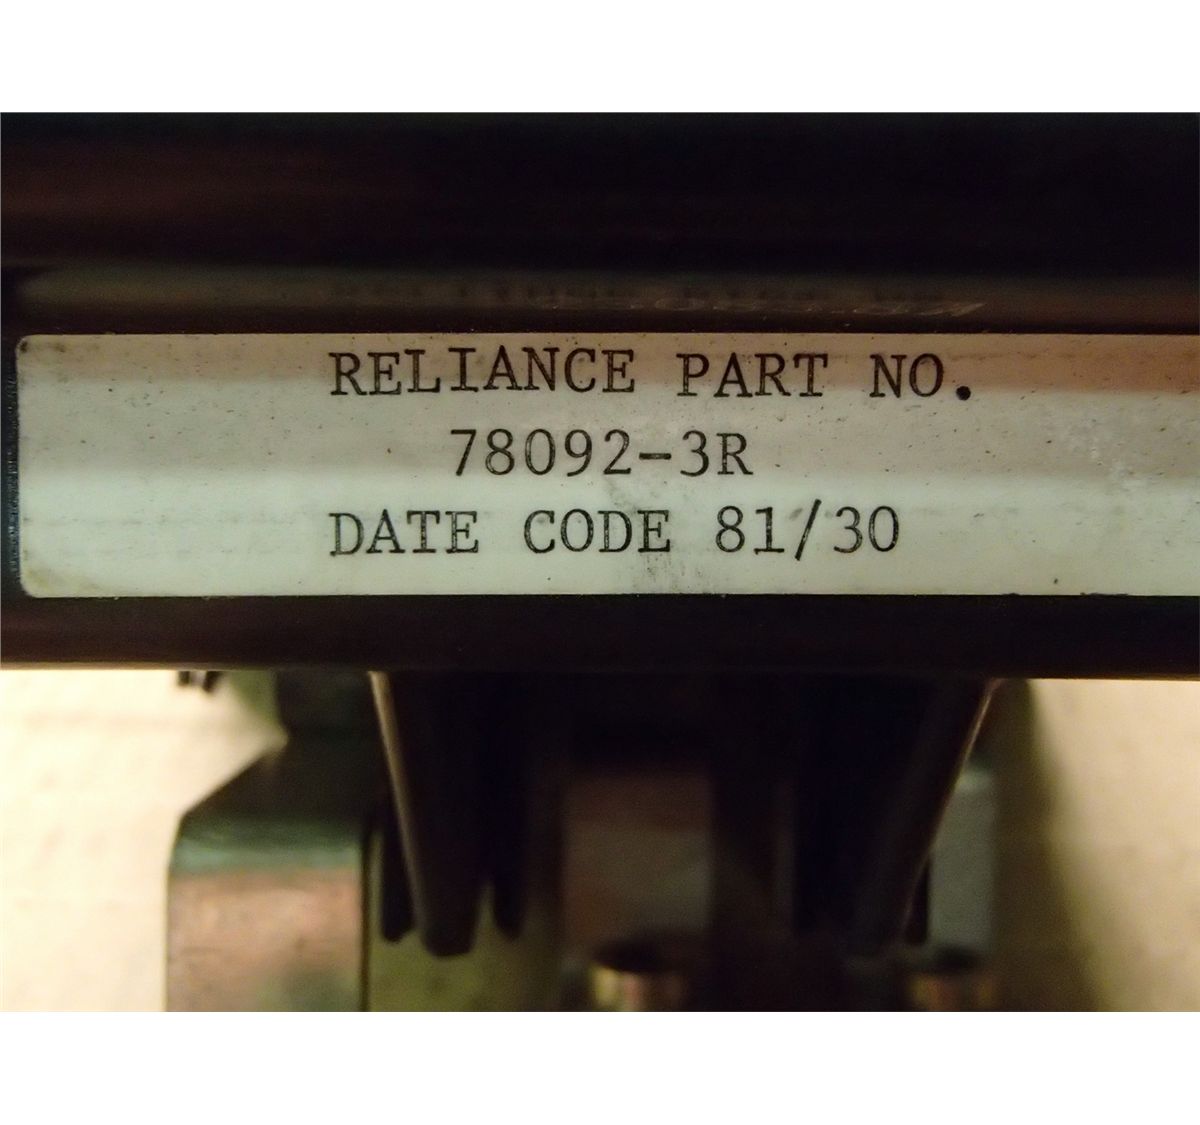 RELIANCE PART NO.
78092-3R
DATE CODE 81/30